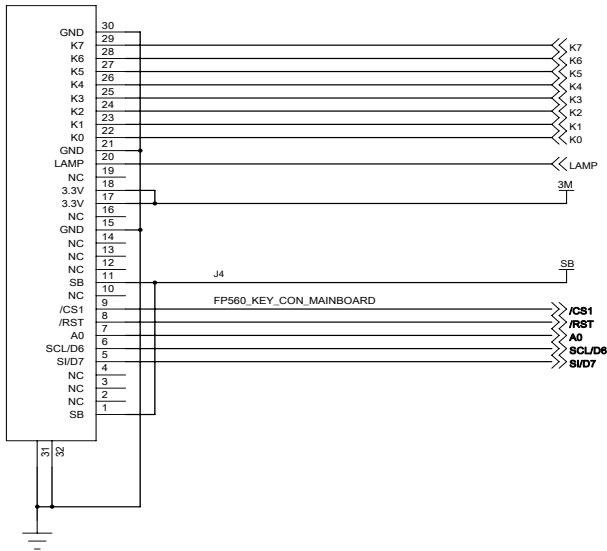 GND 30
K7 29 K7
K6 28 K6
K5 27 K5
K4 26 K4
K3 25 K3
K2 24 K2
K1 23 K1
K0 22 K0
GND 21
LAMP 20 LAMP
NC 19
3.3V 18 3M
3.3V 17
NC 16
GND 15
NC 14
NC 13
NC 12 SB
SB 11 J4
NC 10 FP560_KEY_CON_MAINBOARD
/CS1 9 /CS1
/RST 8 /RST
A0 7 A0
SCL/D6 6 SCL/D6
SI/D7 5 SI/D7
NC 4
NC 3
NC 2
SB 1
31 32